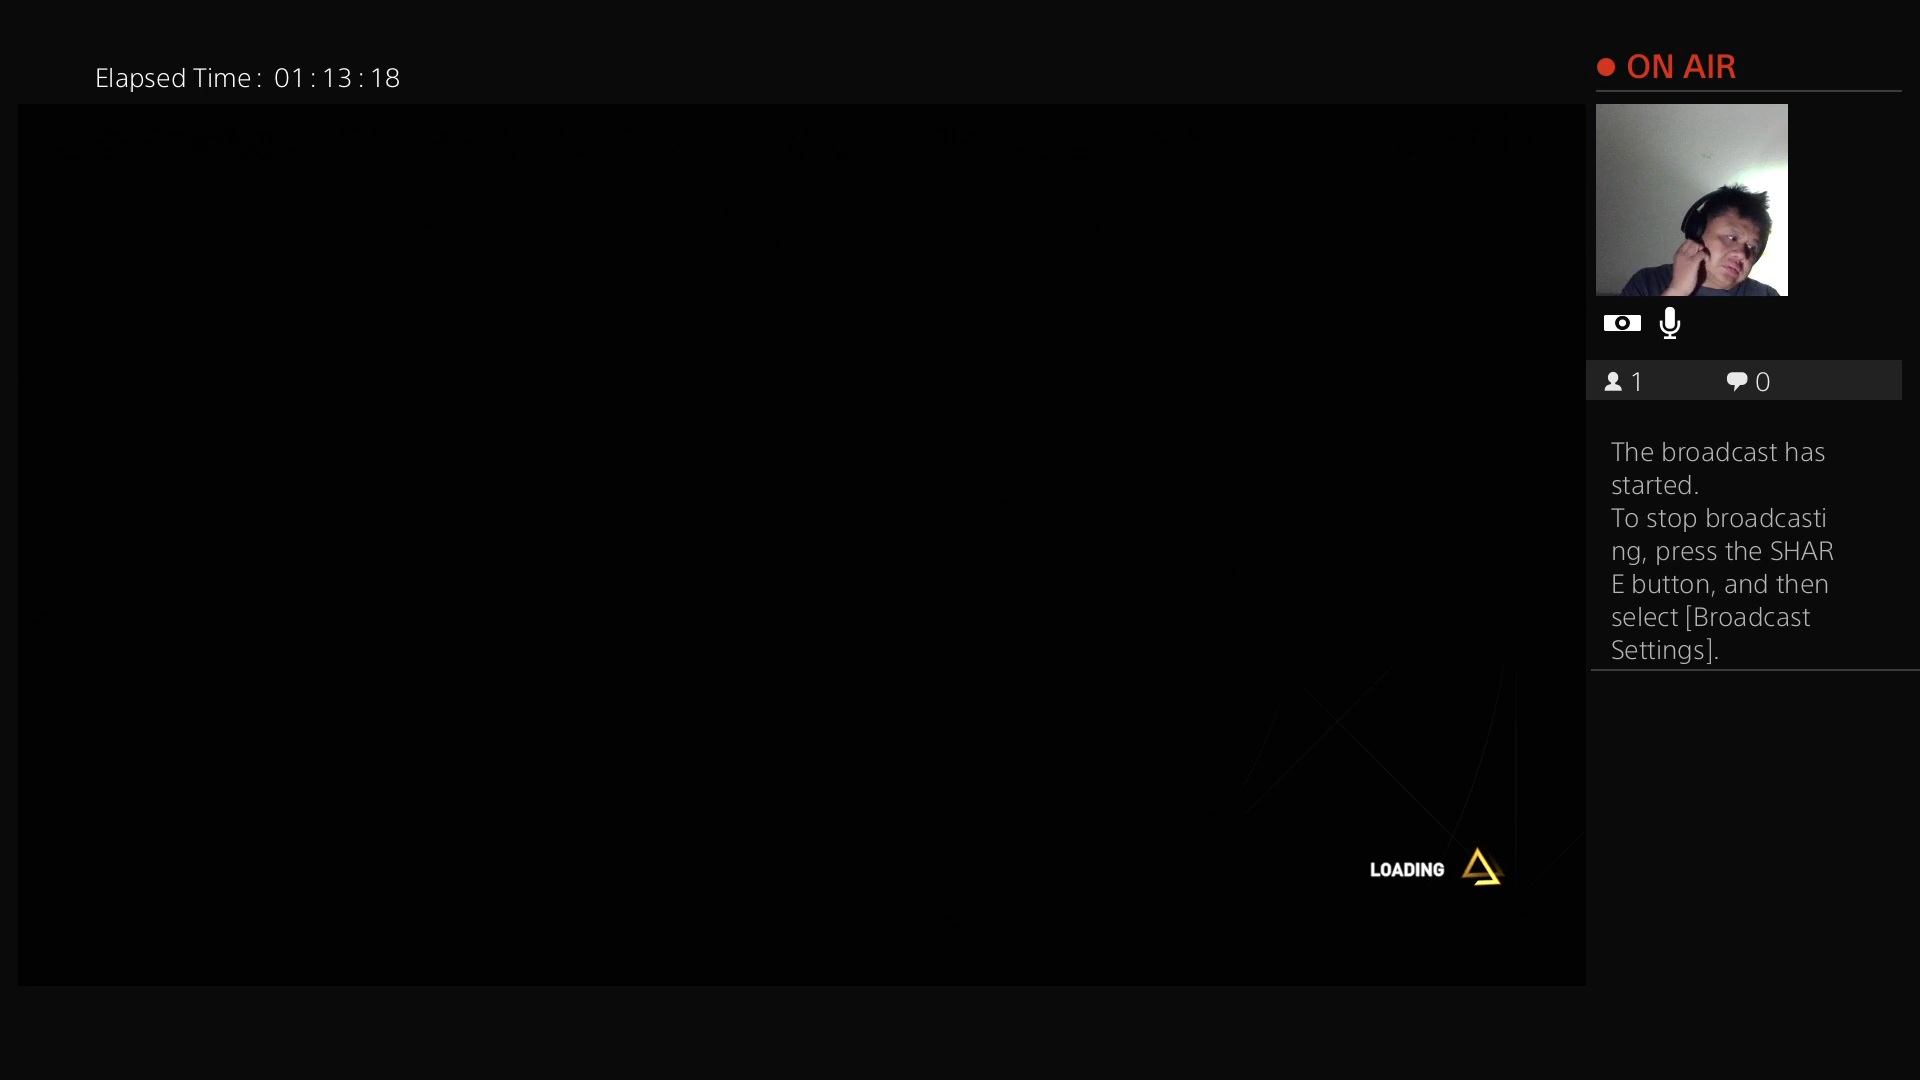 Elapsed Time: 01:13:18
ON AIR
1 0
The broadcast has
started.
To stop broadcasti
ng, press the SHAR
E button, and then
select [Broadcast
Settings].
LOADING